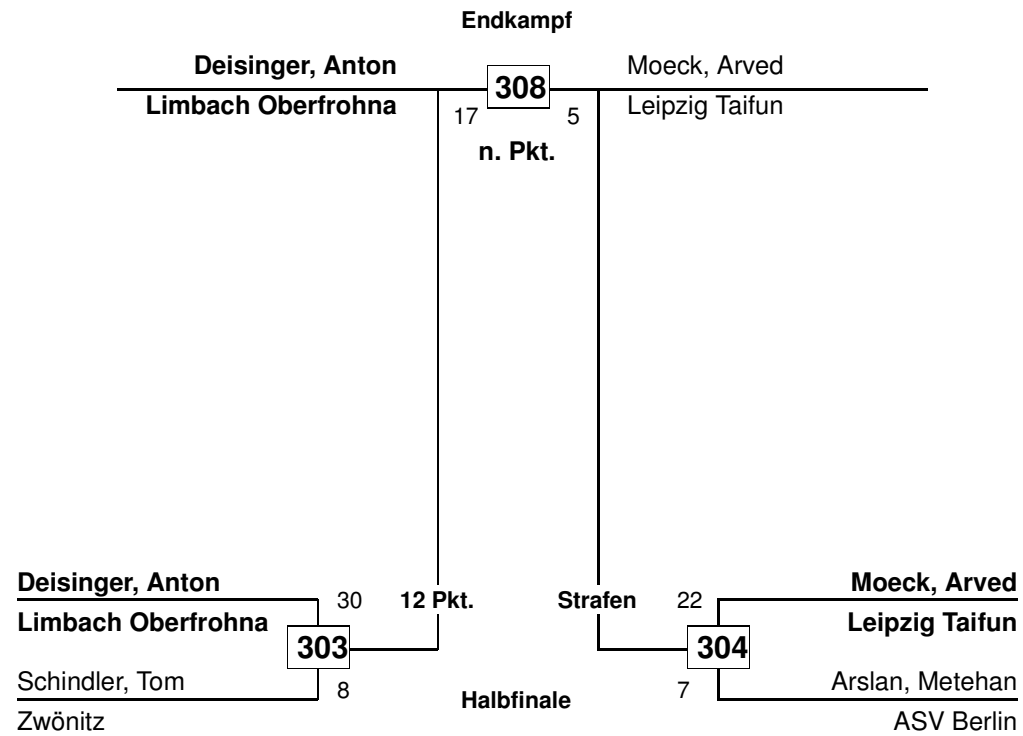 Endkampf
Deisinger, Anton
308
Moeck, Arved
Limbach Oberfrohna
17
5
Leipzig Taifun
n. Pkt.
Deisinger, Anton
30
12 Pkt.
Strafen
22
Moeck, Arved
Limbach Oberfrohna
303
304
Leipzig Taifun
Schindler, Tom
8
Halbfinale
7
Arslan, Metehan
Zwönitz
ASV Berlin